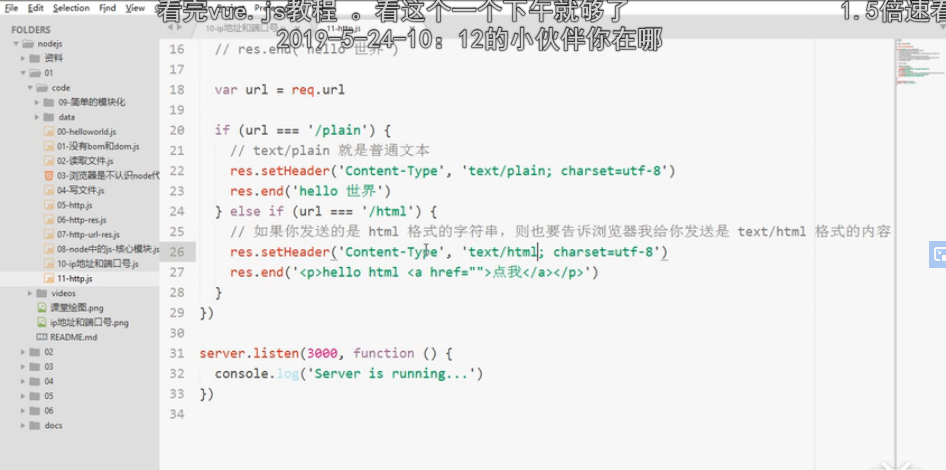 File Edit Selection Find View
看完vue.js教程 。看这个一个下午就够了
1.5倍速看
2019-5-24-10：12的小伙伴你在哪
FOLDERS
nodejs
资料
01
code
09-简单的模块化
data
00-helloworld.js
01-没有bom和dom.js
02-读取文件.js
03-浏览器是不认识node代
04-写文件.js
05-http.js
06-http-res.js
07-http-url-res.js
08-node中的js-核心模块.js
10-ip地址和端口号.js
11-http.js
videos
课堂绘图.png
ip地址和端口号.png
README.md
02
03
04
05
06
docs
10-ip地址和端口号.js
11-http.js
16 // res.end('hello 世界')
17
18 var url = req.url
19
20 if (url === '/plain') {
21 // text/plain 就是普通文本
22 res.setHeader('Content-Type', 'text/plain; charset=utf-8')
23 res.end('hello 世界')
24 } else if (url === '/html') {
25 // 如果你发送的是 html 格式的字符串，则也要告诉浏览器我给你发送是 text/html 格式的内容
26 res.setHeader('Content-Type', 'text/html; charset=utf-8')
27 res.end('<p>hello html <a href="">点我</a></p>')
28 }
29 })
30
31 server.listen(3000, function () {
32 console.log('Server is running...')
33 })
34